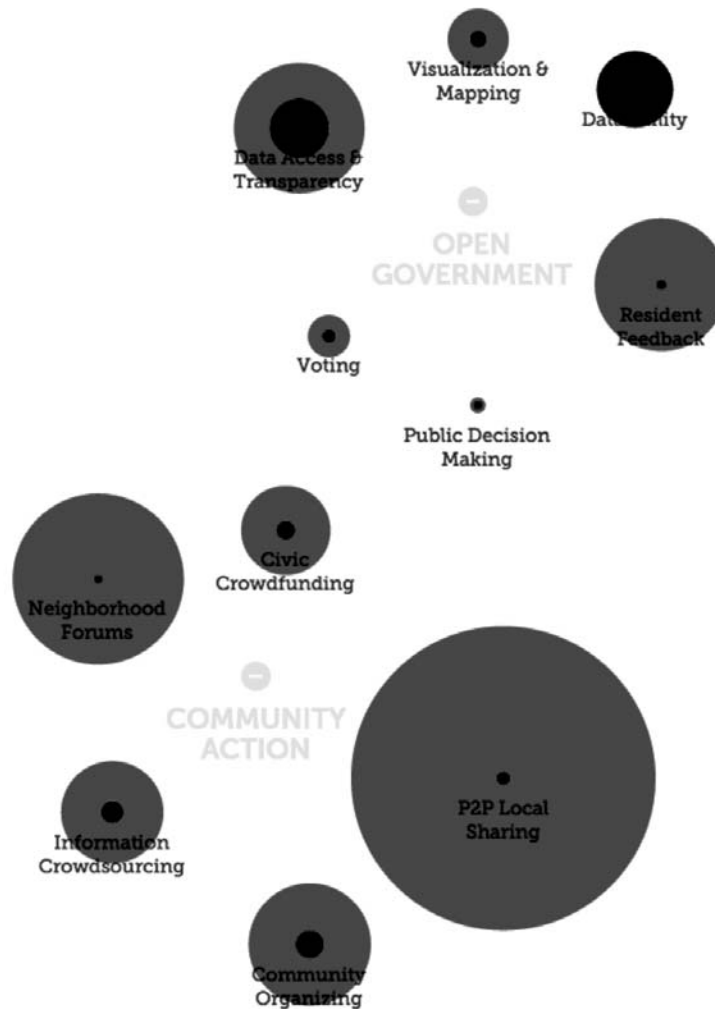 Visualization &
Mapping
Data Access &
Transparency
OPEN
GOVERNMENT
Resident
Feedback
Voting
Public Decision
Making
Civic
Crowdfunding
Neighborhood
Forums
COMMUNITY
ACTION
P2P Local
Sharing
Information
Crowdsourcing
Community
Organizing